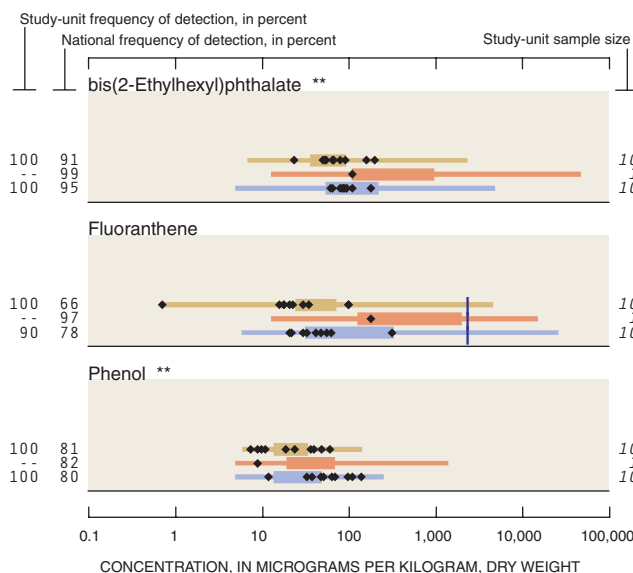 Study-unit frequency of detection, in percent
National frequency of detection, in percent
Study-unit sample size
bis(2-Ethylhexyl)phthalate **
100 91
-- 99
100 95
Fluoranthene
100 66
-- 97
90 78
Phenol **
100 81
-- 82
100 80
0.1 1 10 100 1,000 10,000 100,000
CONCENTRATION, IN MICROGRAMS PER KILOGRAM, DRY WEIGHT